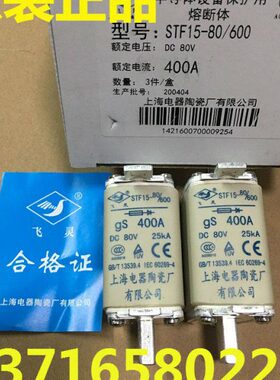 原装正品
半导体设备保护用
熔断体
型号: STF15-80/600
额定电压: DC 80V
额定电流: 400A
数量: 3件/盒
生产批号: 200404
上海电器陶瓷厂
1421600700009254
飞灵
合格证
上海电器陶瓷厂
有限公司
STF15-80/600
gS 400A
DC 80V 25kA
GB/T 13539.4 IEC 60269-4
上海电器陶瓷厂
有限公司
STF15-80/600
gS 400A
DC 80V 25kA
GB/T 13539.4 IEC 60269-4
上海电器陶瓷厂
有限公司
371658022